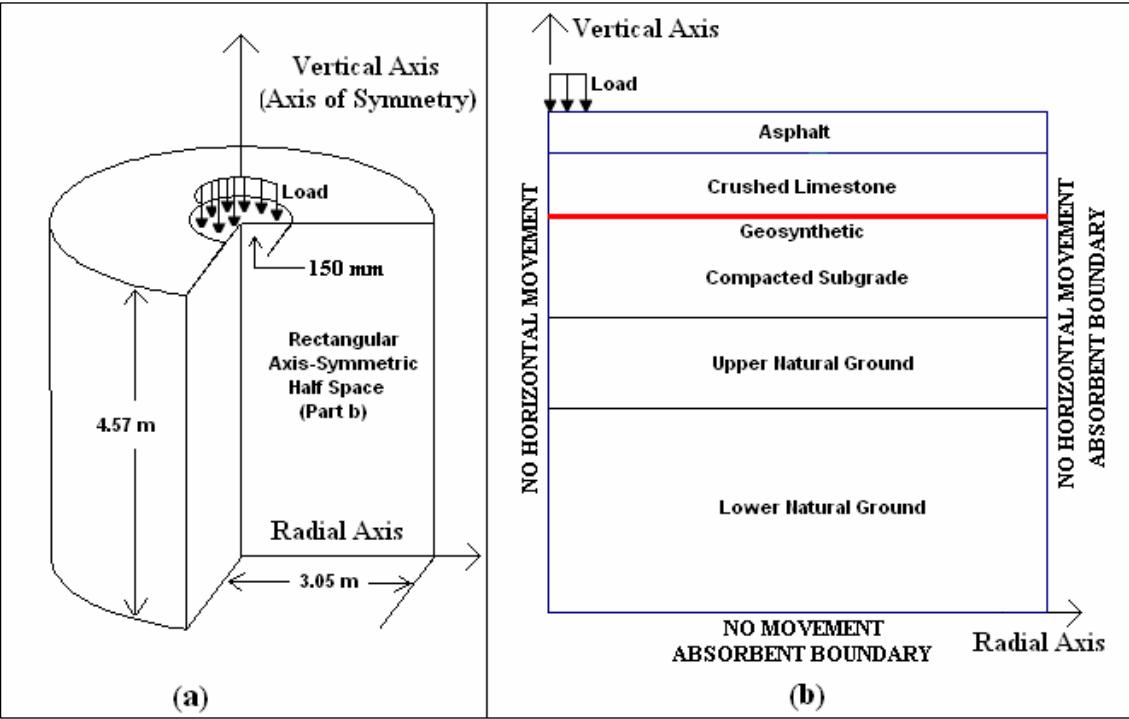 Vertical Axis
(Axis of Symmetry)
Load
150 mm
Rectangular
Axis-Symmetric
Half Space
(Part b)
4.57 m
Radial Axis
3.05 m
(a)
Vertical Axis
Load
Asphalt
Crushed Limestone
Geosynthetic
Compacted Subgrade
Upper Natural Ground
Lower Natural Ground
NO HORIZONTAL MOVEMENT
NO HORIZONTAL MOVEMENT
ABSORBENT BOUNDARY
NO MOVEMENT
ABSORBENT BOUNDARY
Radial Axis
(b)